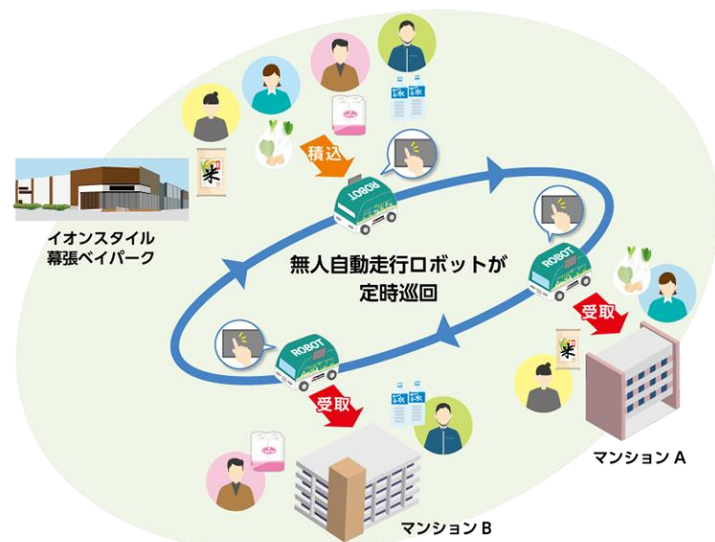 積込
米
ROBOT
イオンスタイル
幕張ベイパーク
無人自動走行ロボットが
定時巡回
ROBOT
受取
米
ROBOT
受取
マンション A
マンション B